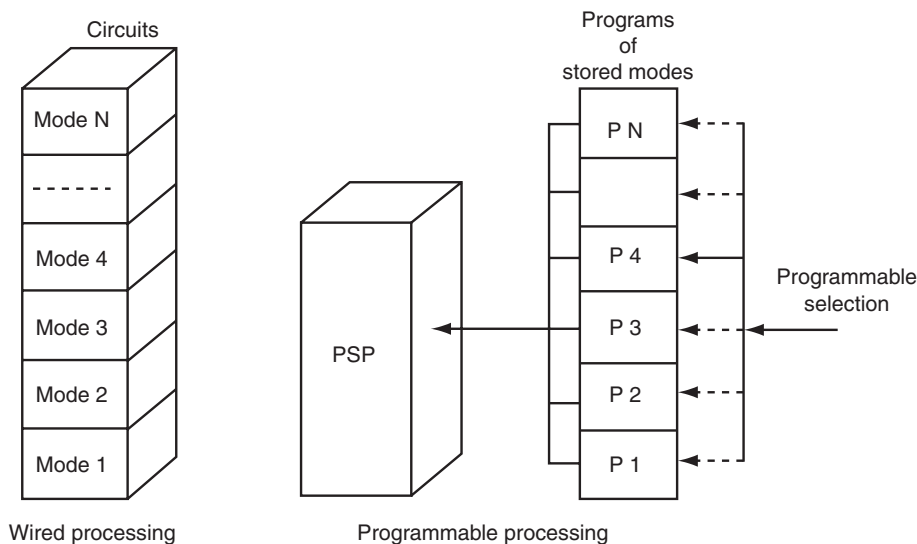 Circuits
Mode N
Mode 4
Mode 3
Mode 2
Mode 1
Wired processing
PSP
Programmable processing
Programs
of
stored modes
P N
P 4
P 3
P 2
P 1
Programmable
selection